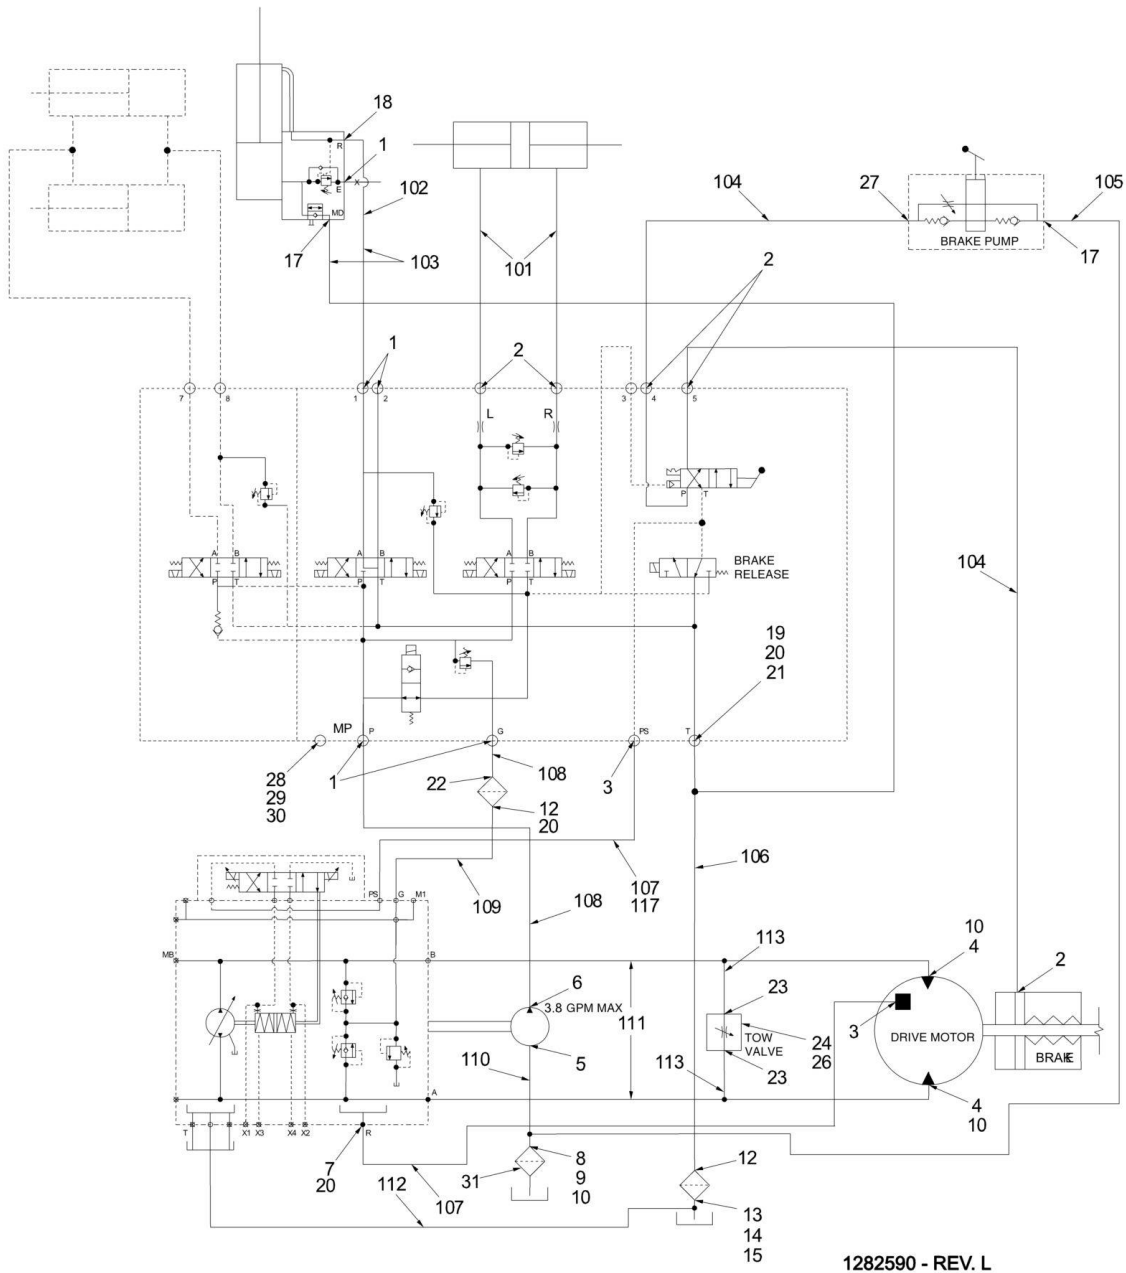 18
1
R
E
X
102
MD
17
103
101
104
27
105
BRAKE PUMP
17
2
1
2
7
8
1
2
L
R
3
4
5
P
T
A
B
P
T
A
B
P
T
A
B
P
T
BRAKE
RELEASE
104
19
20
21
MP
P
G
PS
T
28
29
30
1
22
108
12
20
3
109
107
117
106
108
PS
G
M1
MB
B
6
3.8 GPM MAX
111
113
23
TOW
VALVE
24
26
23
113
10
4
2
3
DRIVE MOTOR
BRAKE
4
10
110
5
A
T
X1
X3
X4
X2
R
7
20
107
112
31
8
9
10
12
13
14
15
1282590 - REV. L